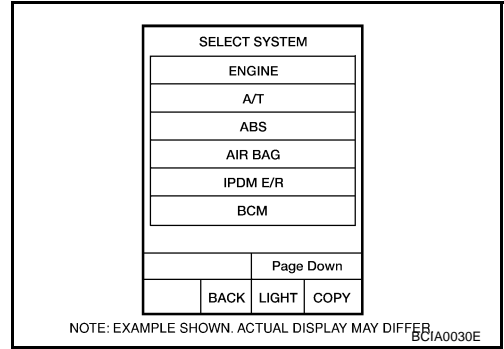 SELECT SYSTEM
ENGINE
A/T
ABS
AIR BAG
IPDM E/R
BCM
Page Down
BACK LIGHT COPY
NOTE: EXAMPLE SHOWN. ACTUAL DISPLAY MAY DIFFER.
BCIA0030E